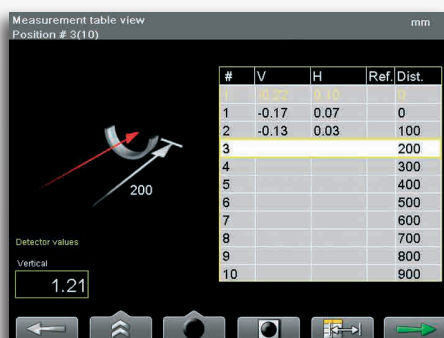 Measurement table view mm
Position # 3(10)
# V H Ref. Dist.
-0.22 0.10 0
1 -0.17 0.07 0
2 -0.13 0.03 100
3 200
4 300
5 400
6 500
7 600
8 700
9 800
10 900
200
Detector values
Vertical
1.21